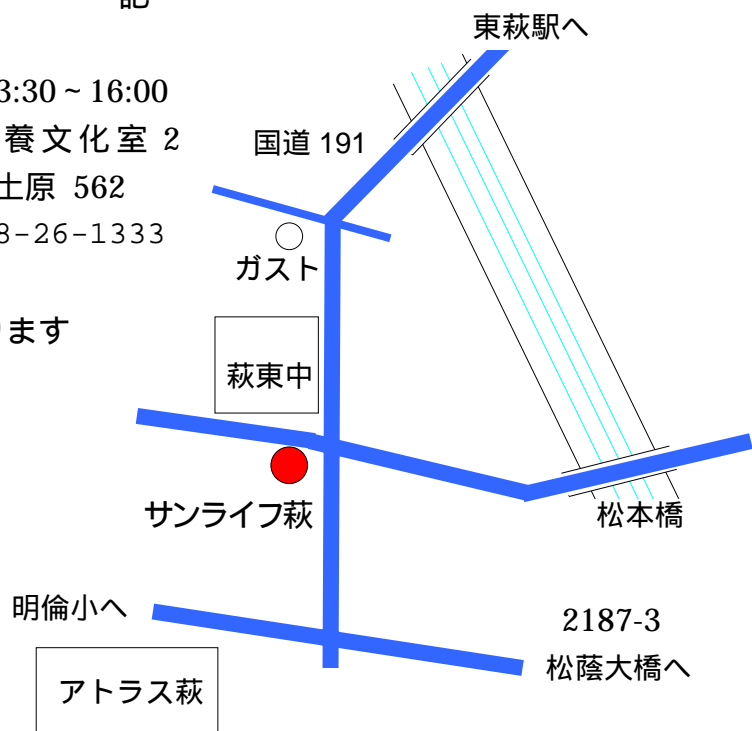 記
東萩駅へ
3:30 ~ 16:00
養文化室 2
国道 191
土原 562
8-26-1333
ガスト
ります
萩東中
サンライフ萩
松本橋
明倫小へ
2187-3
松蔭大橋へ
アトラス萩